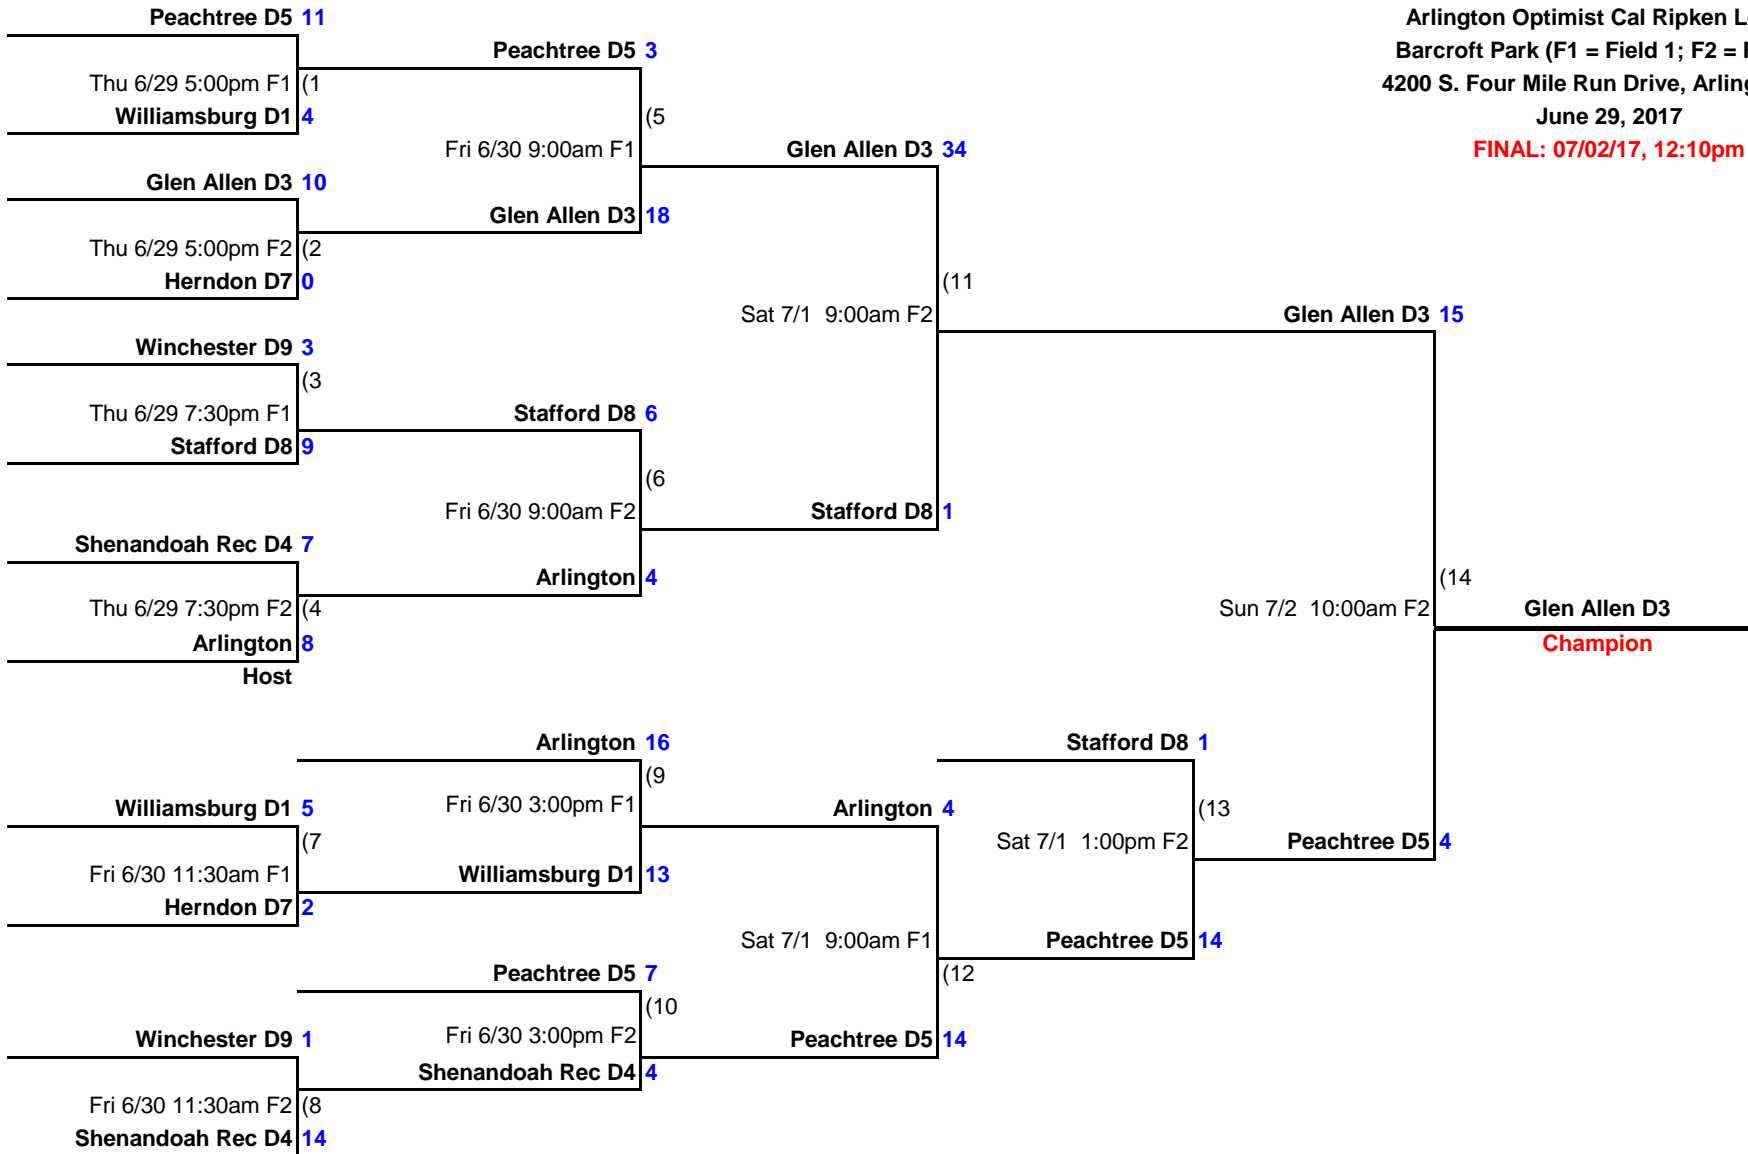 Peachtree D5 11
Arlington Optimist Cal Ripken L
Peachtree D5 3
Barcroft Park (F1 = Field 1; F2 =
Thu 6/29 5:00pm F1 (1
4200 S. Four Mile Run Drive, Arling
Williamsburg D1 4
(5
June 29, 2017
Fri 6/30 9:00am F1
Glen Allen D3 34
FINAL: 07/02/17, 12:10pm
Glen Allen D3 10
Glen Allen D3 18
Thu 6/29 5:00pm F2 (2
Herndon D7 0
(11
Sat 7/1 9:00am F2
Glen Allen D3 15
Winchester D9 3
(3
Thu 6/29 7:30pm F1
Stafford D8 6
Stafford D8 9
(6
Fri 6/30 9:00am F2
Stafford D8 1
Shenandoah Rec D4 7
Arlington 4
(14
Thu 6/29 7:30pm F2 (4
Sun 7/2 10:00am F2
Glen Allen D3
Arlington 8
Champion
Host
Arlington 16
Stafford D8 1
(9
Williamsburg D1 5
Fri 6/30 3:00pm F1
Arlington 4
(13
(7
Sat 7/1 1:00pm F2
Peachtree D5 4
Fri 6/30 11:30am F1
Williamsburg D1 13
Herndon D7 2
Sat 7/1 9:00am F1
Peachtree D5 14
Peachtree D5 7
(12
(10
Winchester D9 1
Fri 6/30 3:00pm F2
Peachtree D5 14
Shenandoah Rec D4 4
Fri 6/30 11:30am F2 (8
Shenandoah Rec D4 14